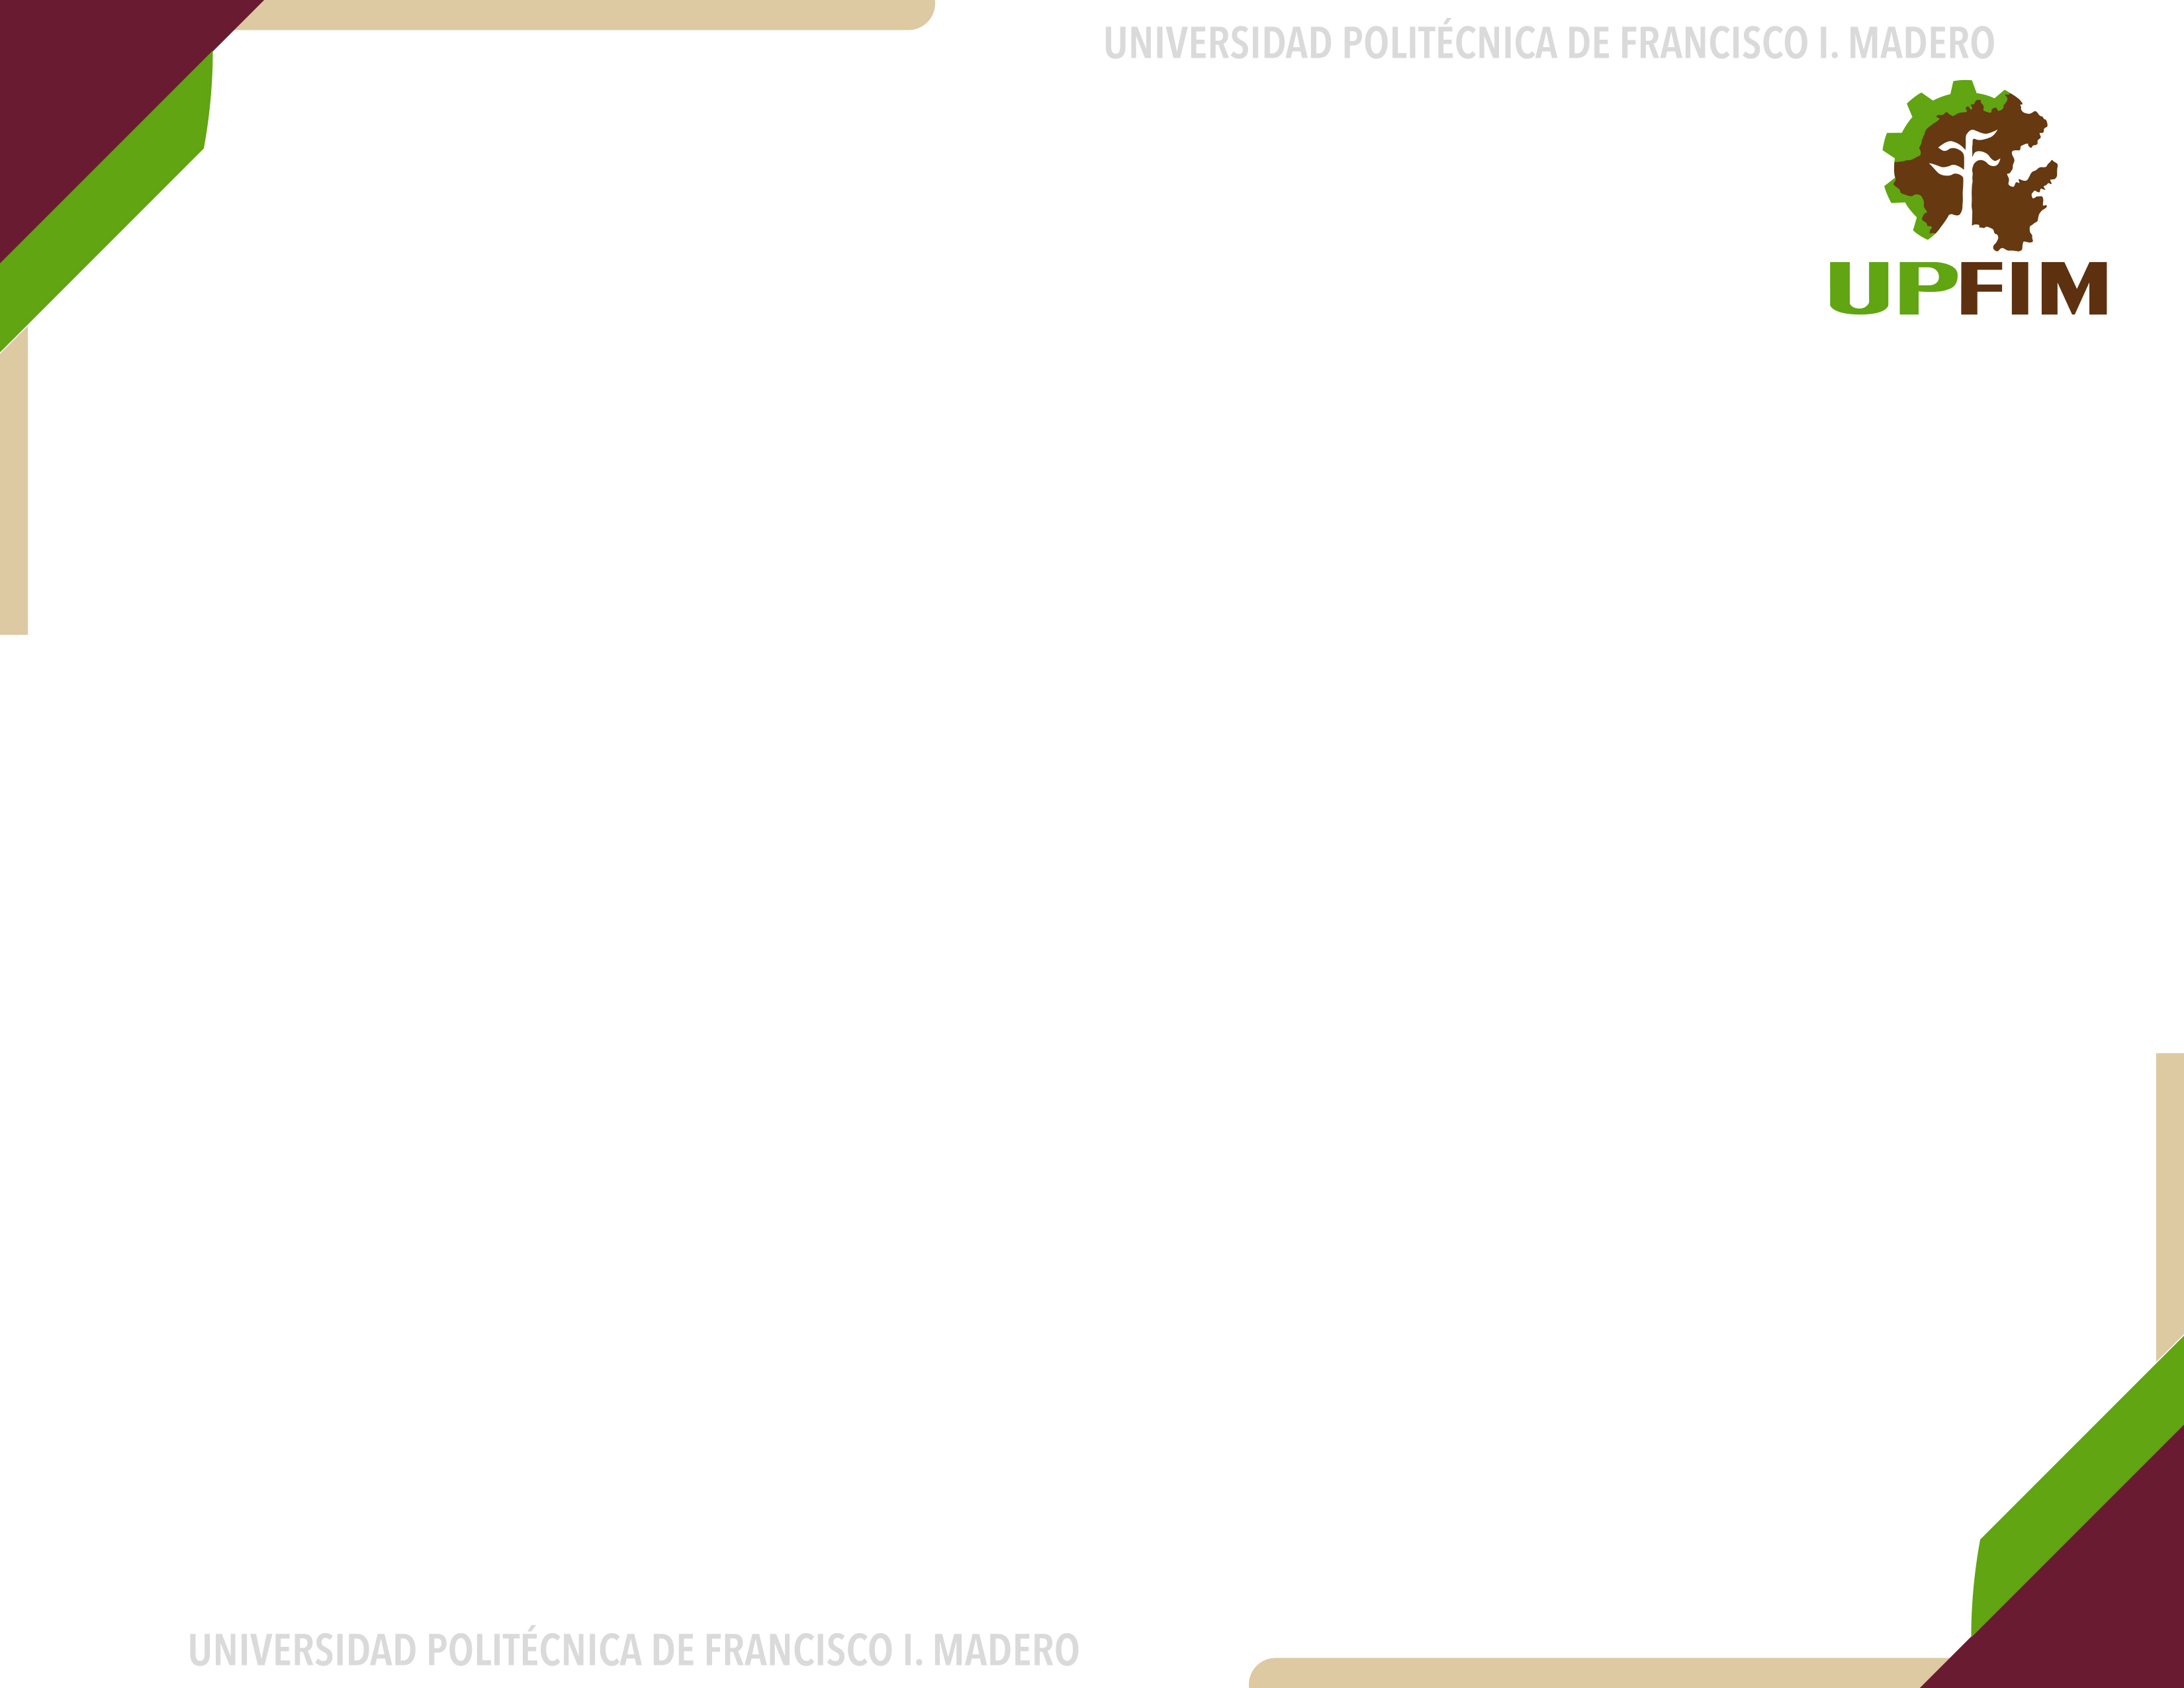 UNIVERSIDAD POLITÉCNICA DE FRANCISCO I. MADERO
UPFIM
UNIVERSIDAD POLITÉCNICA DE FRANCISCO I. MADERO